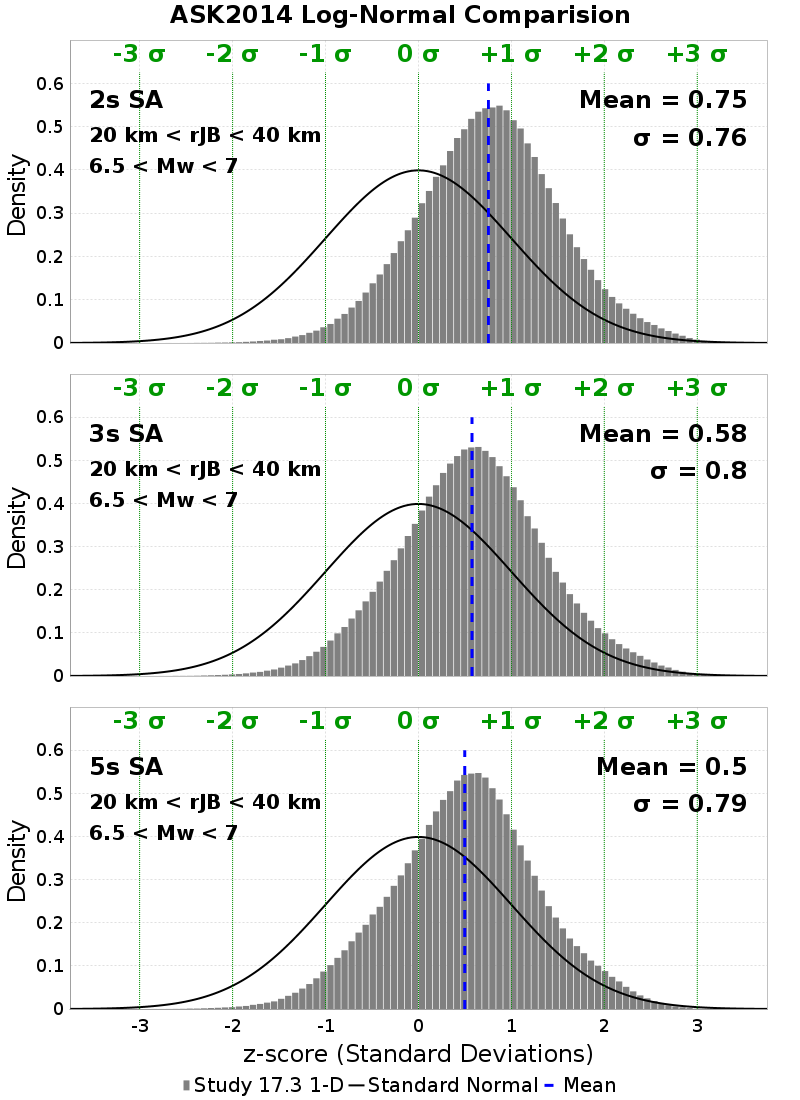 ASK2014 Log-Normal Comparision
-3 σ -2 σ -1 σ 0 σ +1 σ +2 σ +3 σ
0.6
2s SA Mean = 0.75
0.5
20 km < rJB < 40 km σ = 0.76
6.5 < Mw < 7
0.4
Density
0.3
0.2
0.1
0
-3 σ -2 σ -1 σ 0 σ +1 σ +2 σ +3 σ
0.6
3s SA Mean = 0.58
0.5
20 km < rJB < 40 km σ = 0.8
6.5 < Mw < 7
0.4
Density
0.3
0.2
0.1
0
-3 σ -2 σ -1 σ 0 σ +1 σ +2 σ +3 σ
0.6
5s SA Mean = 0.5
0.5
20 km < rJB < 40 km σ = 0.79
6.5 < Mw < 7
0.4
Density
0.3
0.2
0.1
0
-3 -2 -1 0 1 2 3
z-score (Standard Deviations)
Study 17.3 1-D Standard Normal Mean